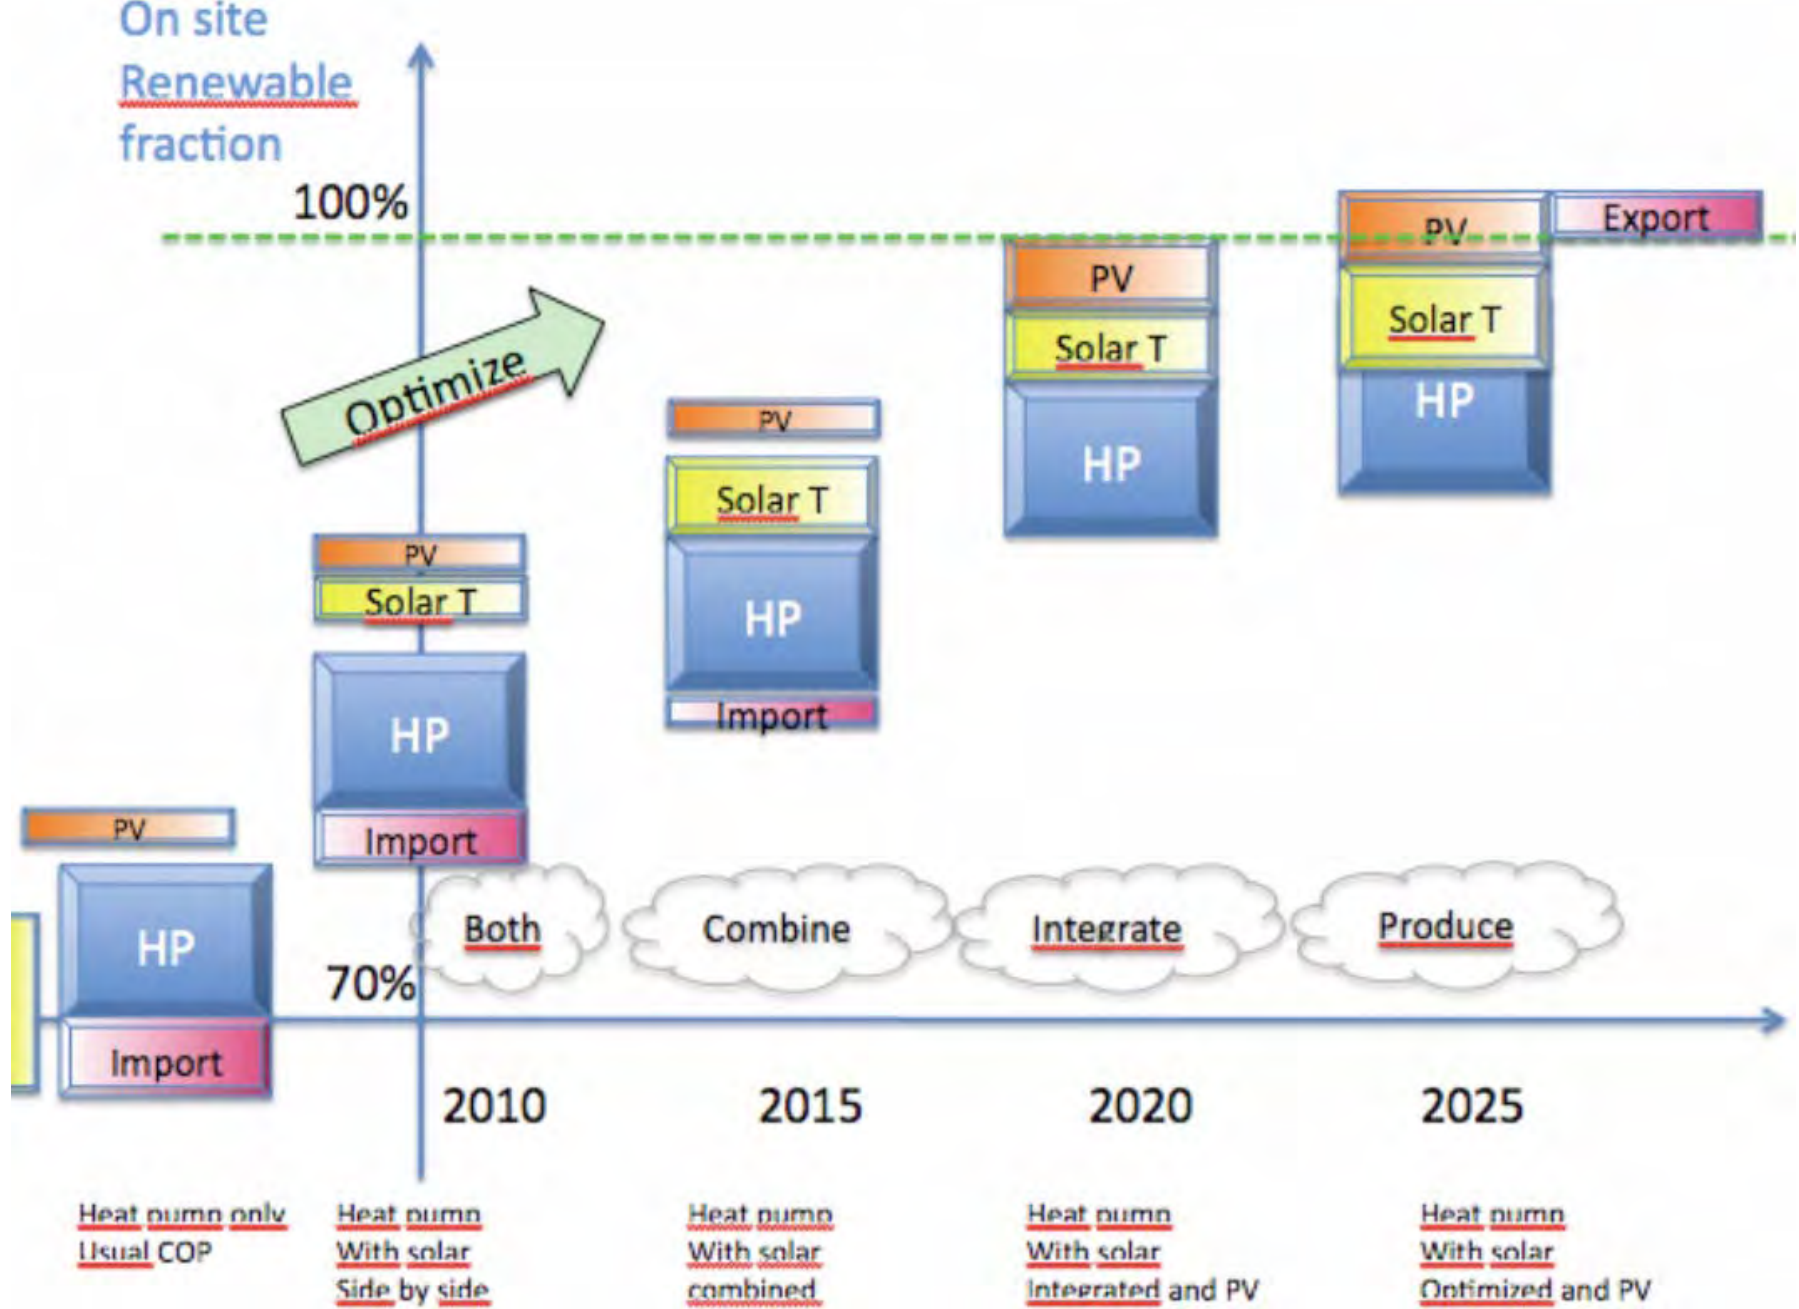 On site
Renewable
fraction
100%
PV
Export
PV
Solar T
Solar T
HP
HP
Optimize
PV
Solar T
HP
Import
PV
Solar T
HP
Import
PV
HP
Import
Both
Combine
Integrate
Produce
70%
2010
2015
2020
2025
Heat pump only
Usual COP
Heat pump
With solar
Side by side
Heat pump
With solar
combined
Heat pump
With solar
Integrated and PV
Heat pump
With solar
Optimized and PV